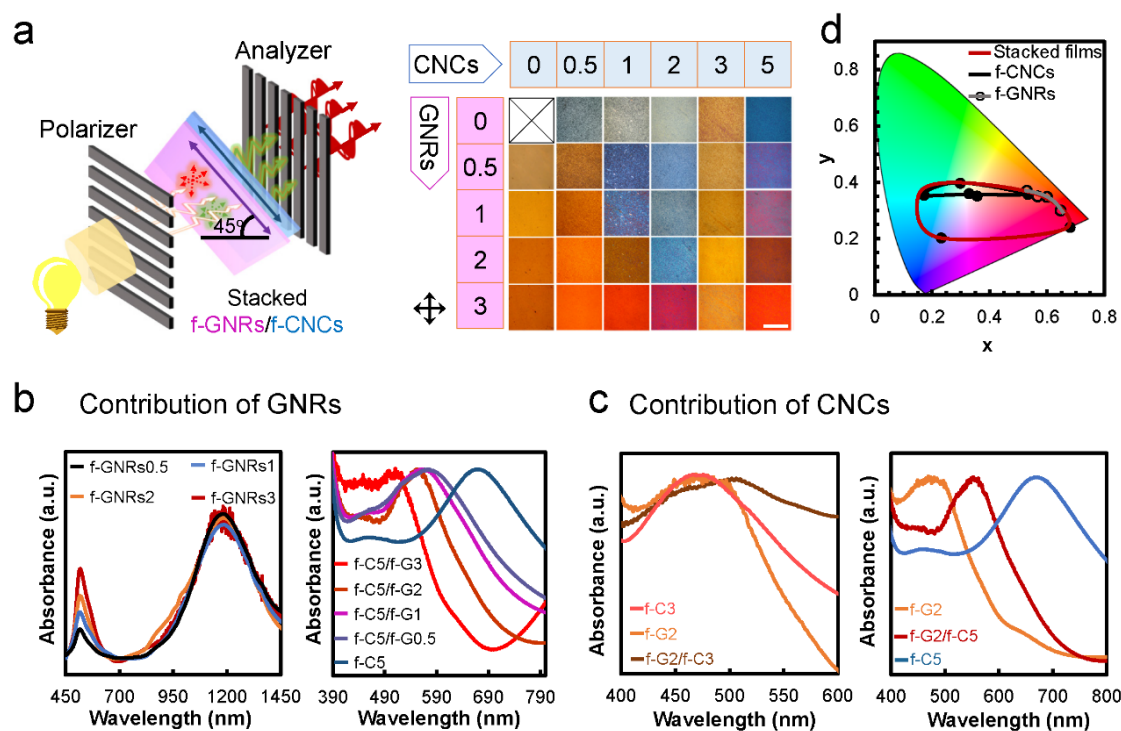 a
Analyzer
Polarizer
45°
Stacked
f-GNRs/f-CNCs
CNCs
0 0.5 1 2 3 5
GNRs
0
0.5
1
2
3
d
Stacked films
f-CNCs
f-GNRs
y
0.8
0.6
0.4
0.2
0
0 0.2 0.4 0.6 0.8
x
b Contribution of GNRs
Absorbance (a.u.)
f-GNRs0.5 f-GNRs1
f-GNRs2 f-GNRs3
450 700 950 1200 1450
Wavelength (nm)
Absorbance (a.u.)
f-C5/f-G3
f-C5/f-G2
f-C5/f-G1
f-C5/f-G0.5
f-C5
390 490 590 690 790
Wavelength (nm)
c Contribution of CNCs
Absorbance (a.u.)
f-C3
f-G2
f-G2/f-C3
400 450 500 550 600
Wavelength (nm)
Absorbance (a.u.)
f-G2
f-G2/f-C5
f-C5
400 500 600 700 800
Wavelength (nm)